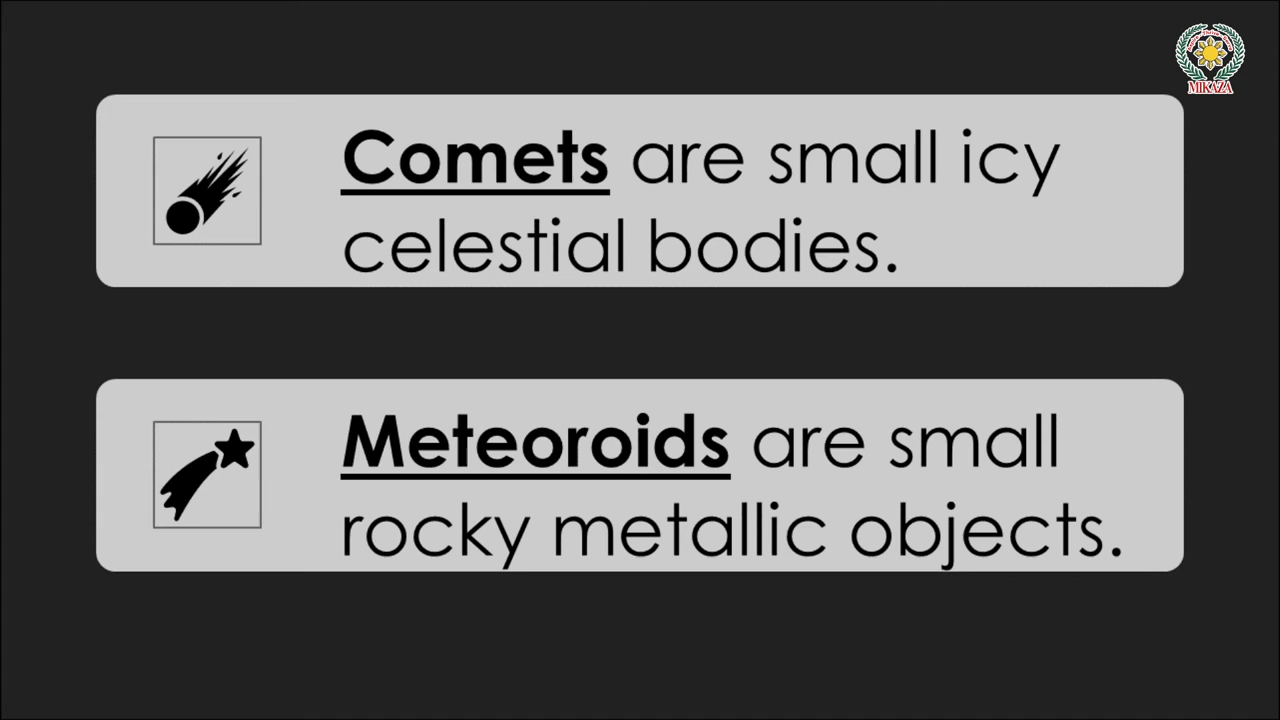 MIKAZA
Comets are small icy
celestial bodies.
Meteoroids are small
rocky metallic objects.